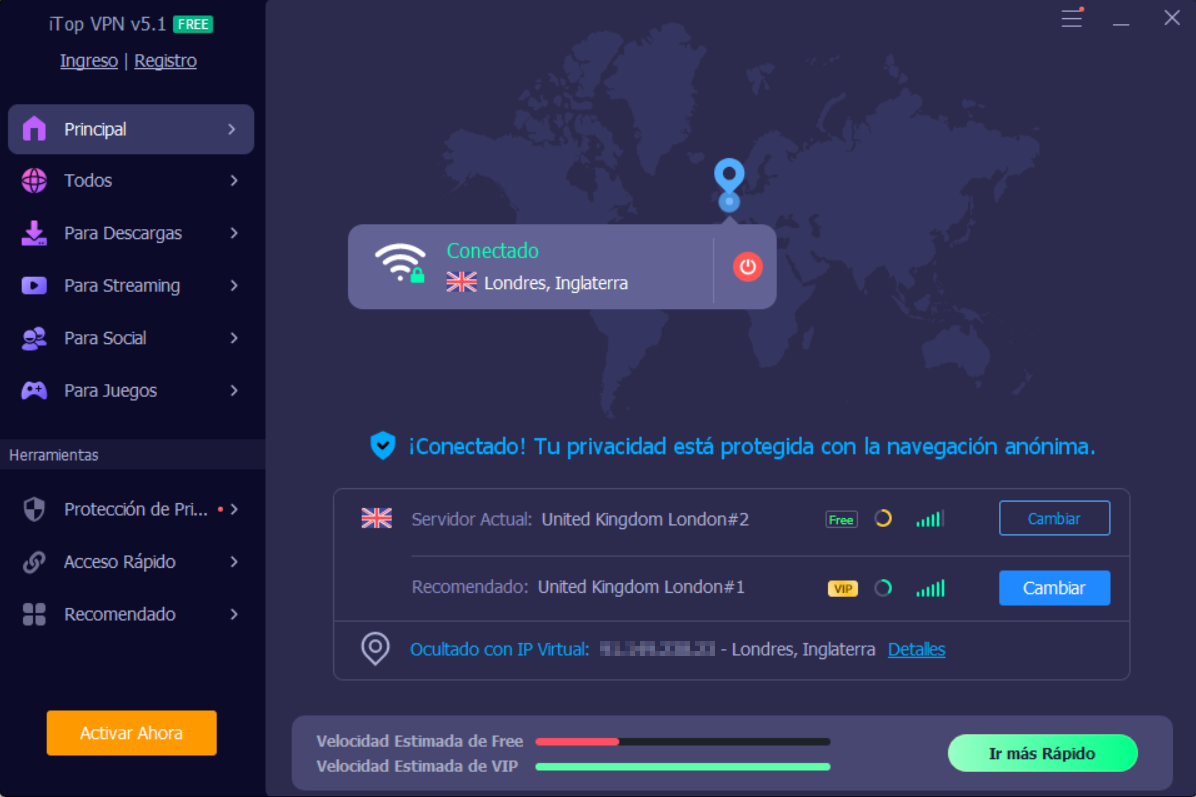 iTop VPN v5.1 FREE
Ingreso | Registro
Principal
Todos
Para Descargas
Para Streaming
Para Social
Para Juegos
Herramientas
Protección de Pri...
Acceso Rápido
Recomendado
Activar Ahora
Conectado
Londres, Inglaterra
¡Conectado! Tu privacidad está protegida con la navegación anónima.
Servidor Actual: United Kingdom London#2 Free Cambiar
Recomendado: United Kingdom London#1 VIP Cambiar
Ocultado con IP Virtual: - Londres, Inglaterra Detalles
Velocidad Estimada de Free
Velocidad Estimada de VIP
Ir más Rápido